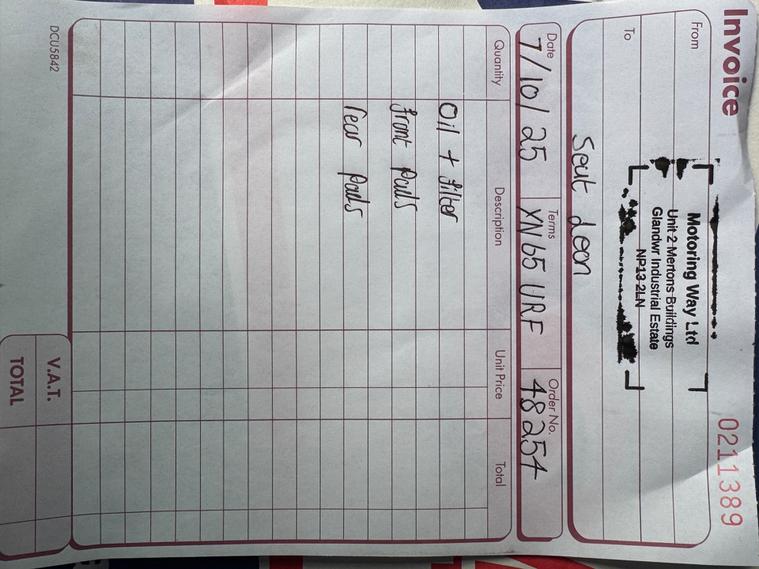 Invoice
0211389
From
Motoring Way Ltd
Unit 2 Mertons Buildings
Glandwr Industrial Estate
NP13 2LN
To
Seat Leon
Date
7/10/25
Terms
YN65 URF
Order No.
48254
Quantity
Description
Unit Price
Total
Oil + filter
front pads
rear pads
V.A.T.
TOTAL
DCU5842